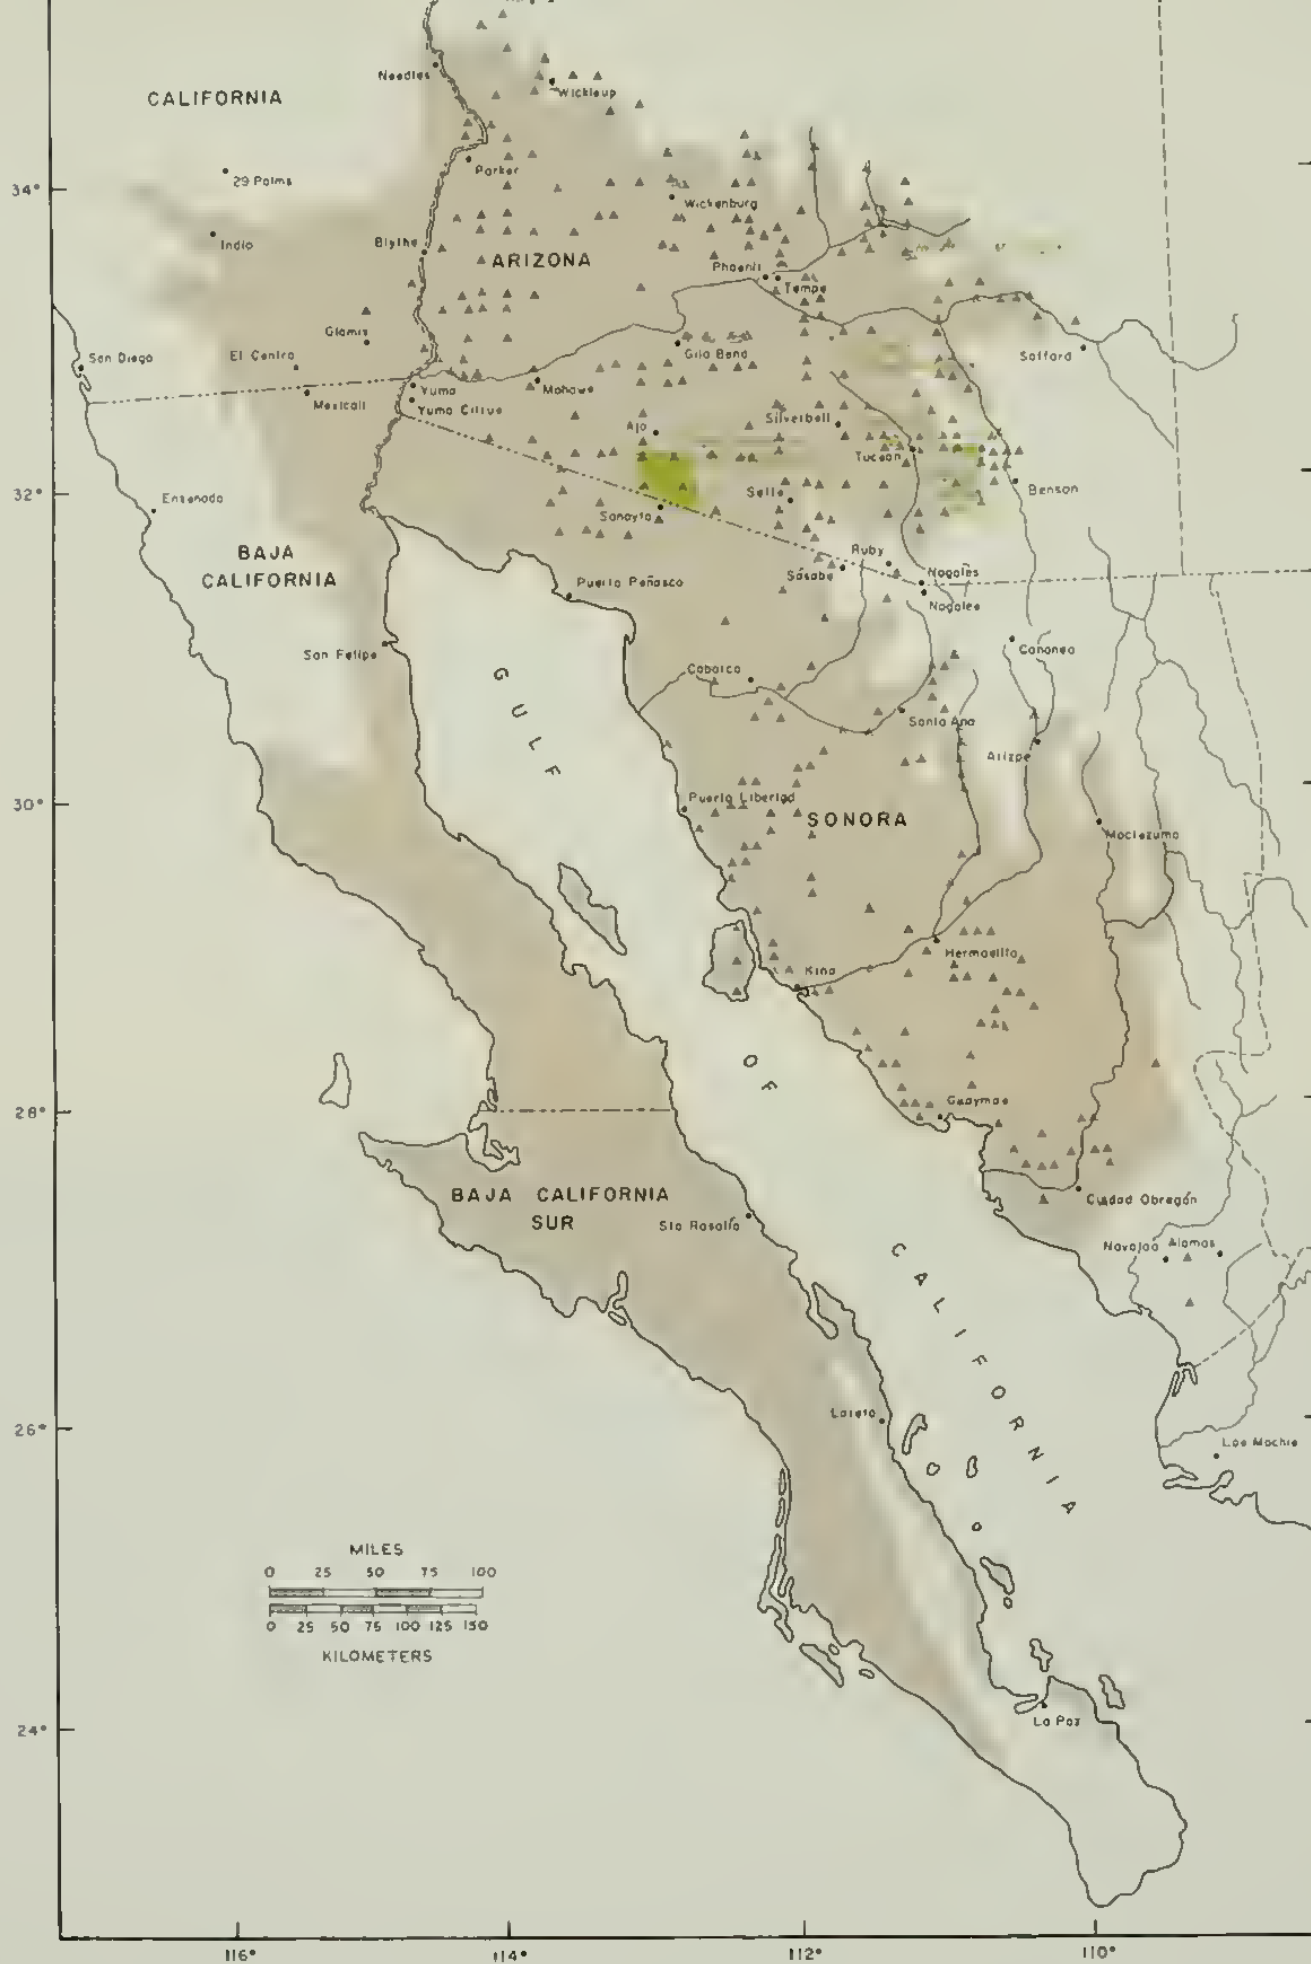 Needles
Wickieup
CALIFORNIA
Parker
29 Palms
34°
Wickenburg
Indio
Blythe
ARIZONA
Phoenix
Tempe
Glamis
San Diego
El Centro
Gila Bend
Safford
Mexicali
Yuma
Mohawk
Yuma Citrus
Ajo
Silverbell
Tucson
32°
Ensenada
Sells
Benson
Sonoyta
BAJA
CALIFORNIA
Ruby
Sásabe
Nogales
Nogales
Puerto Peñasco
San Felipe
Cananea
Caborca
GULF
Santa Ana
Arizpe
30°
Puerto Libertad
SONORA
Moctezuma
Hermosillo
Kino
OF
28°
Guaymas
BAJA CALIFORNIA
SUR
Sta Rosalía
Ciudad Obregón
Navojoa
Alamos
CALIFORNIA
Loreto
26°
Los Mochis
MILES
0 25 50 75 100
0 25 50 75 100 125 150
KILOMETERS
24°
La Paz
116° 114° 112° 110°